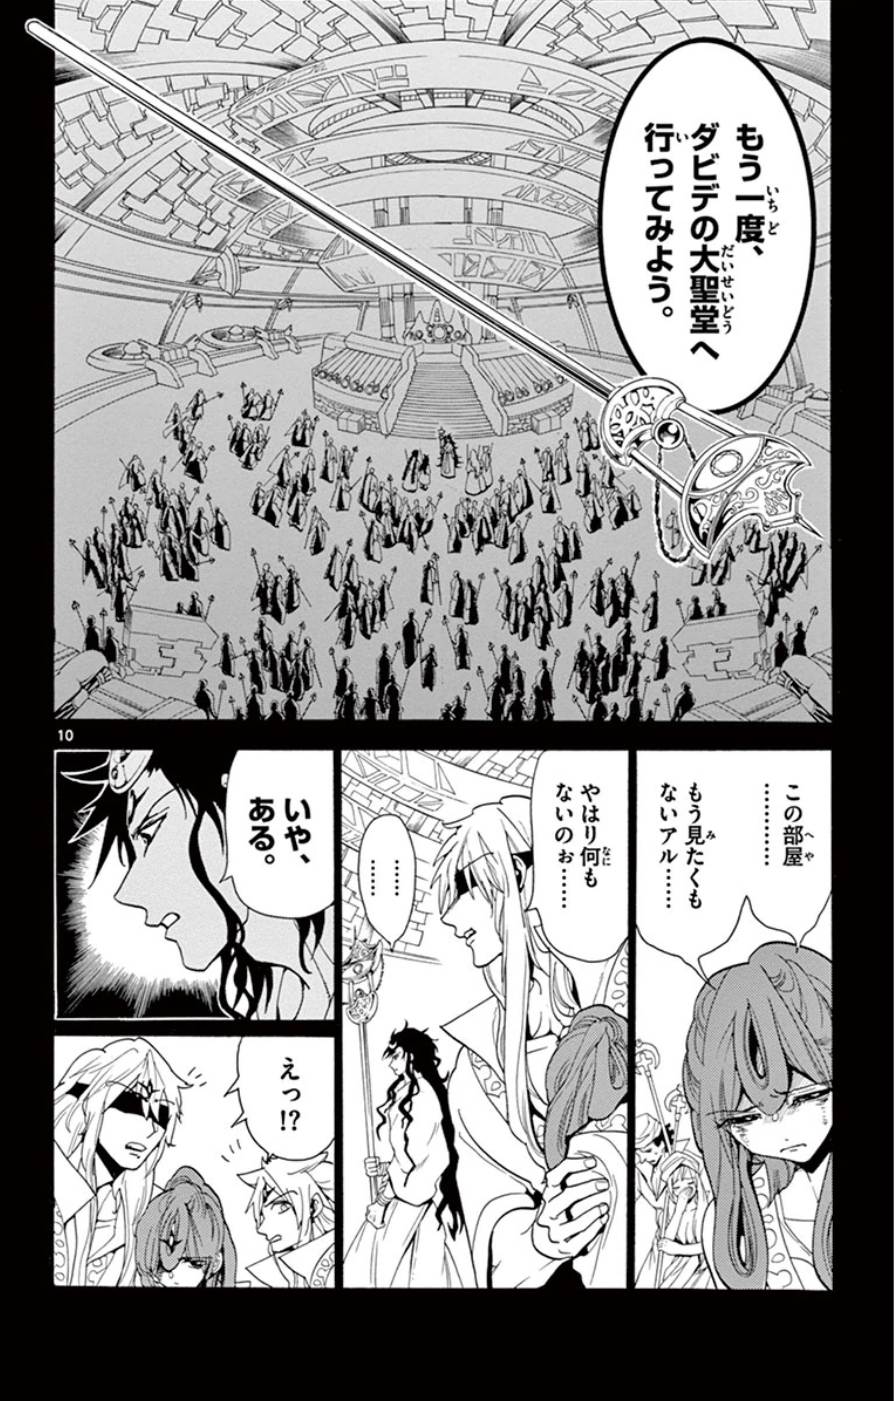 もう一度、
ダビデの大聖堂へ
行ってみよう。
10
この部屋
…………
もう見たくも
ないアル……
やはり何も
ないのぉ……
……
……
いや、
ある。
えっ!?